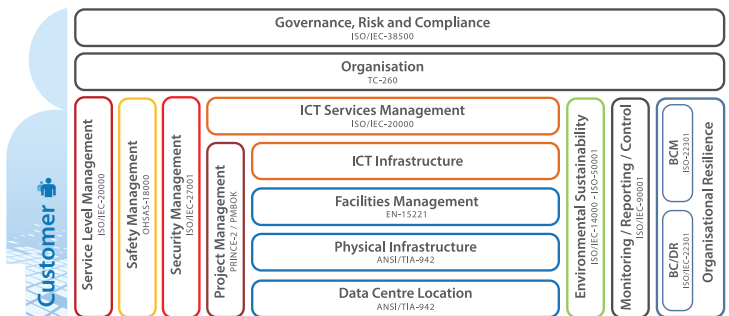 Governance, Risk and Compliance
ISO/IEC-38500
Organisation
TC-260
Customer
Service Level Management
ISO/IEC-20000
Safety Management
OHSAS-18000
Security Management
ISO/IEC-27001
ICT Services Management
ISO/IEC-20000
Project Management
PRINCE-2 / PMBOK
ICT Infrastructure
Facilities Management
EN-15221
Physical Infrastructure
ANSI/TIA-942
Data Centre Location
ANSI/TIA-942
Environmental Sustainability
ISO/IEC-14000 - ISO-50001
Monitoring / Reporting / Control
ISO/IEC-90001
BCM
ISO-22301
BC/DR
ISO/IEC-22301
Organisational Resilience